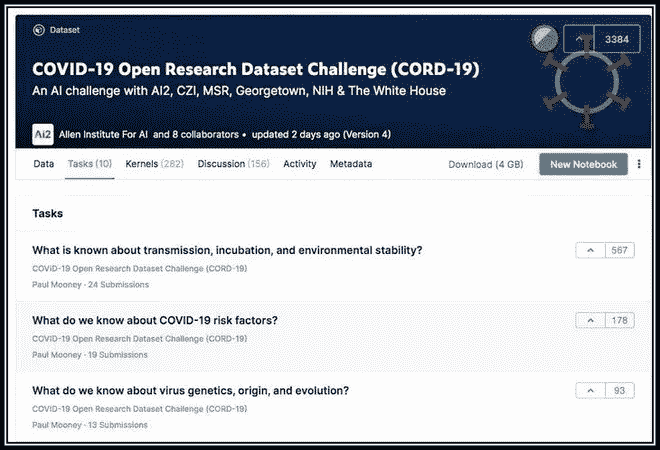 Dataset
3384
COVID-19 Open Research Dataset Challenge (CORD-19)
An AI challenge with AI2, CZI, MSR, Georgetown, NIH & The White House
Ai2 Allen Institute For AI and 8 collaborators • updated 2 days ago (Version 4)
Data Tasks (10) Kernels (282) Discussion (156) Activity Metadata Download (4 GB) New Notebook
Tasks
What is known about transmission, incubation, and environmental stability?
567
COVID-19 Open Research Dataset Challenge (CORD-19)
Paul Mooney · 24 Submissions
What do we know about COVID-19 risk factors?
178
COVID-19 Open Research Dataset Challenge (CORD-19)
Paul Mooney · 19 Submissions
What do we know about virus genetics, origin, and evolution?
93
COVID-19 Open Research Dataset Challenge (CORD-19)
Paul Mooney · 13 Submissions